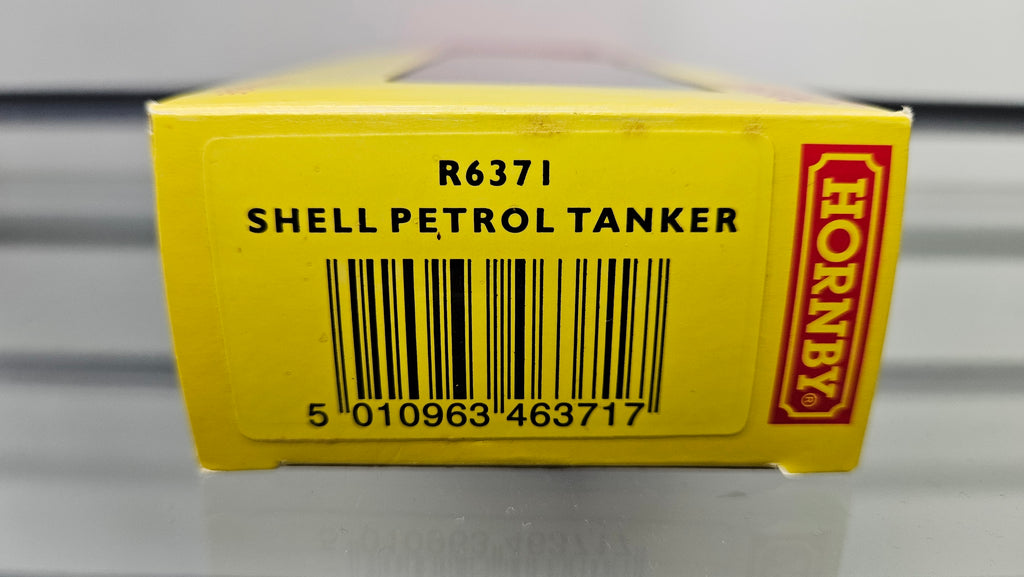 R6371
SHELL PETROL TANKER
5 010963 463717
HORNBY®